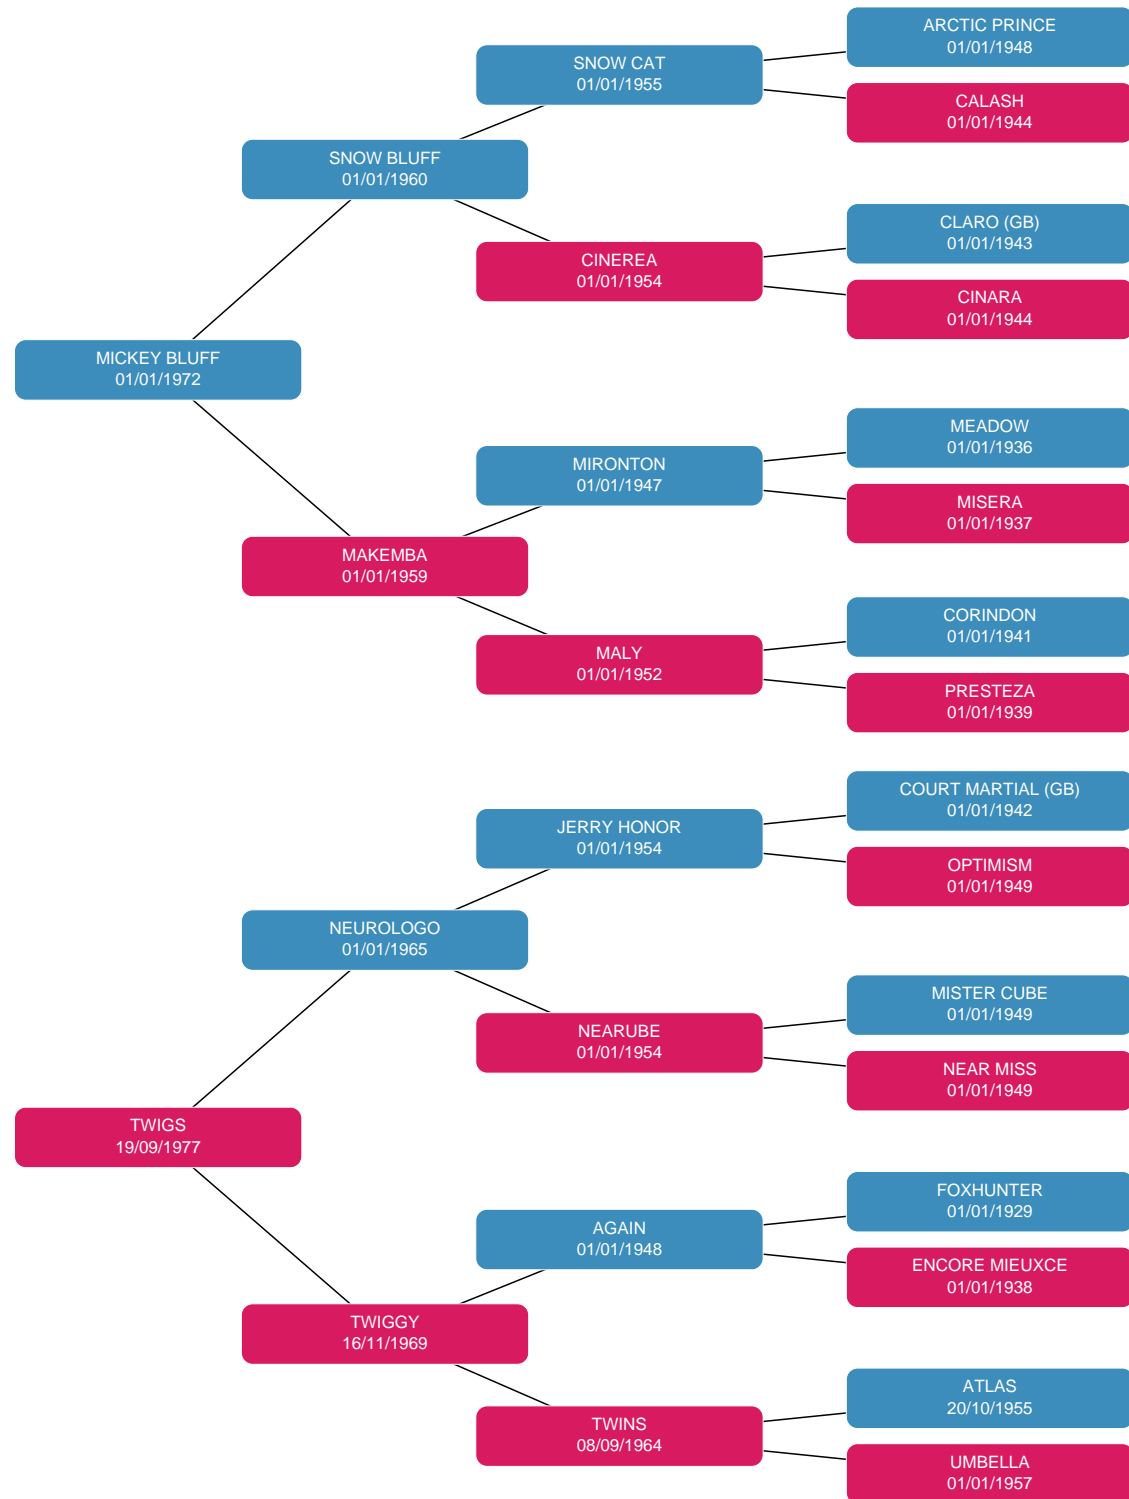 ARCTIC PRINCE
01/01/1948
SNOW CAT
01/01/1955
CALASH
01/01/1944
SNOW BLUFF
01/01/1960
CLARO (GB)
01/01/1943
CINEREA
01/01/1954
CINARA
01/01/1944
MICKEY BLUFF
01/01/1972
MEADOW
01/01/1936
MIRONTON
01/01/1947
MISERA
01/01/1937
MAKEMBA
01/01/1959
CORINDON
01/01/1941
MALY
01/01/1952
PRESTEZA
01/01/1939
COURT MARTIAL (GB)
01/01/1942
JERRY HONOR
01/01/1954
OPTIMISM
01/01/1949
NEUROLOGO
01/01/1965
MISTER CUBE
01/01/1949
NEARUBE
01/01/1954
NEAR MISS
01/01/1949
TWIGS
19/09/1977
FOXHUNTER
01/01/1929
AGAIN
01/01/1948
ENCORE MIEUXCE
01/01/1938
TWIGGY
16/11/1969
ATLAS
20/10/1955
TWINS
08/09/1964
UMBELLA
01/01/1957